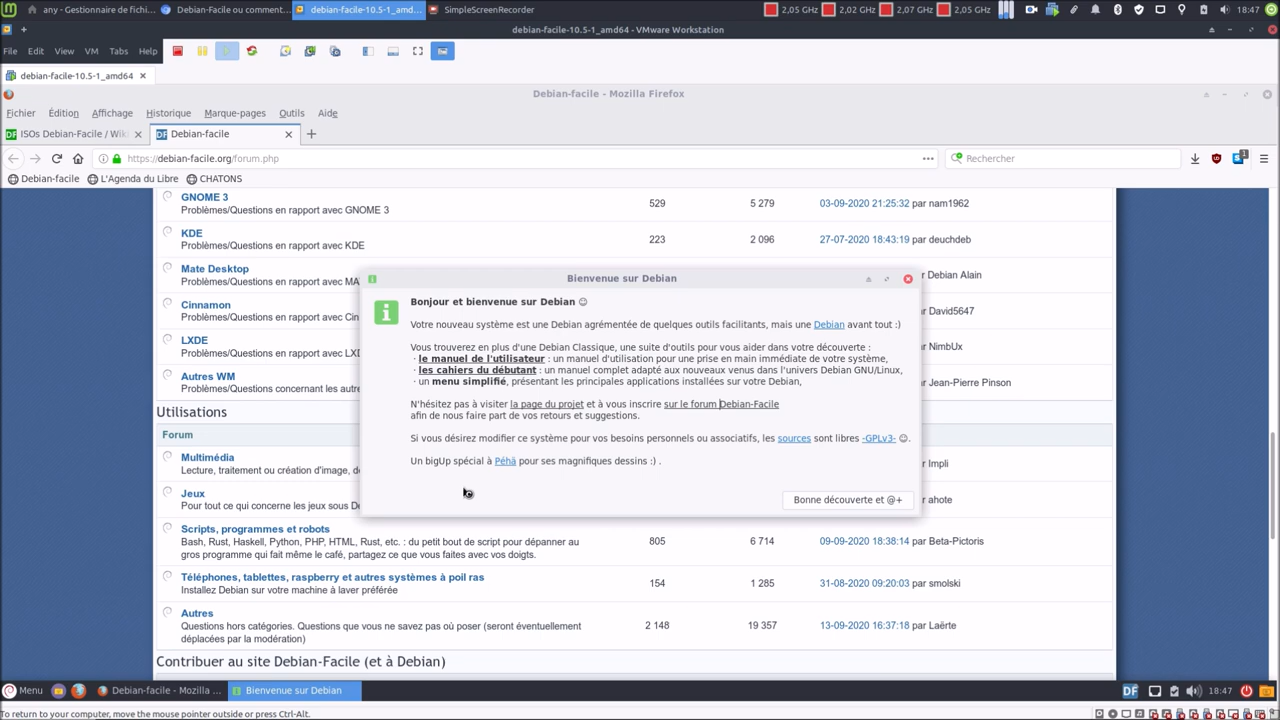 any - Gestionnaire de fichi...
Debian-Facile ou comment...
debian-facile-10.5-1_amd...
SimpleScreenRecorder
2,05 GHz
2,02 GHz
2,07 GHz
2,05 GHz
18:47
debian-facile-10.5-1_amd64 - VMware Workstation
File Edit View VM Tabs Help
debian-facile-10.5-1_amd64
Debian-facile - Mozilla Firefox
Fichier Édition Affichage Historique Marque-pages Outils Aide
ISOs Debian-Facile / Wiki
Debian-facile
https://debian-facile.org/forum.php
Rechercher
Debian-facile L'Agenda du Libre CHATONS
GNOME 3
Problèmes/Questions en rapport avec GNOME 3
529 5 279 03-09-2020 21:25:32 par nam1962
KDE
Problèmes/Questions en rapport avec KDE
223 2 096 27-07-2020 18:43:19 par deuchdeb
Mate Desktop
Problèmes/Questions en rapport avec MA
Debian Alain
Cinnamon
Problèmes/Questions en rapport avec Cin
David5647
LXDE
Problèmes/Questions en rapport avec LXD
NimbUx
Autres WM
Problèmes/Questions concernant les autre
Jean-Pierre Pinson
Bienvenue sur Debian
Bonjour et bienvenue sur Debian ☺
Votre nouveau système est une Debian agrémentée de quelques outils facilitants, mais une Debian avant tout :)
Vous trouverez en plus d'une Debian Classique, une suite d'outils pour vous aider dans votre découverte :
· le manuel de l'utilisateur : un manuel d'utilisation pour une prise en main immédiate de votre système,
· les cahiers du débutant : un manuel complet adapté aux nouveaux venus dans l'univers Debian GNU/Linux,
· un menu simplifié, présentant les principales applications installées sur votre Debian,
N'hésitez pas à visiter la page du projet et à vous inscrire sur le forum Debian-Facile
afin de nous faire part de vos retours et suggestions.
Si vous désirez modifier ce système pour vos besoins personnels ou associatifs, les sources sont libres -GPLv3- ☺.
Un bigUp spécial à Péhä pour ses magnifiques dessins :) .
Bonne découverte et @+
Utilisations
Forum
Multimédia
Lecture, traitement ou création d'image, d
Impli
Jeux
Pour tout ce qui concerne les jeux sous De
ahote
Scripts, programmes et robots
Bash, Rust, Haskell, Python, PHP, HTML, Rust, etc. : du petit bout de script pour dépanner au
gros programme qui fait même le café, partagez ce que vous faites avec vos doigts.
805 6 714 09-09-2020 18:38:14 par Beta-Pictoris
Téléphones, tablettes, raspberry et autres systèmes à poil ras
Installez Debian sur votre machine à laver préférée
154 1 285 31-08-2020 09:20:03 par smolski
Autres
Questions hors catégories. Questions que vous ne savez pas où poser (seront éventuellement
déplacées par la modération)
2 148 19 357 13-09-2020 16:37:18 par Laërte
Contribuer au site Debian-Facile (et à Debian)
Menu
Debian-facile - Mozilla ...
Bienvenue sur Debian
DF
18:47
To return to your computer, move the mouse pointer outside or press Ctrl-Alt.